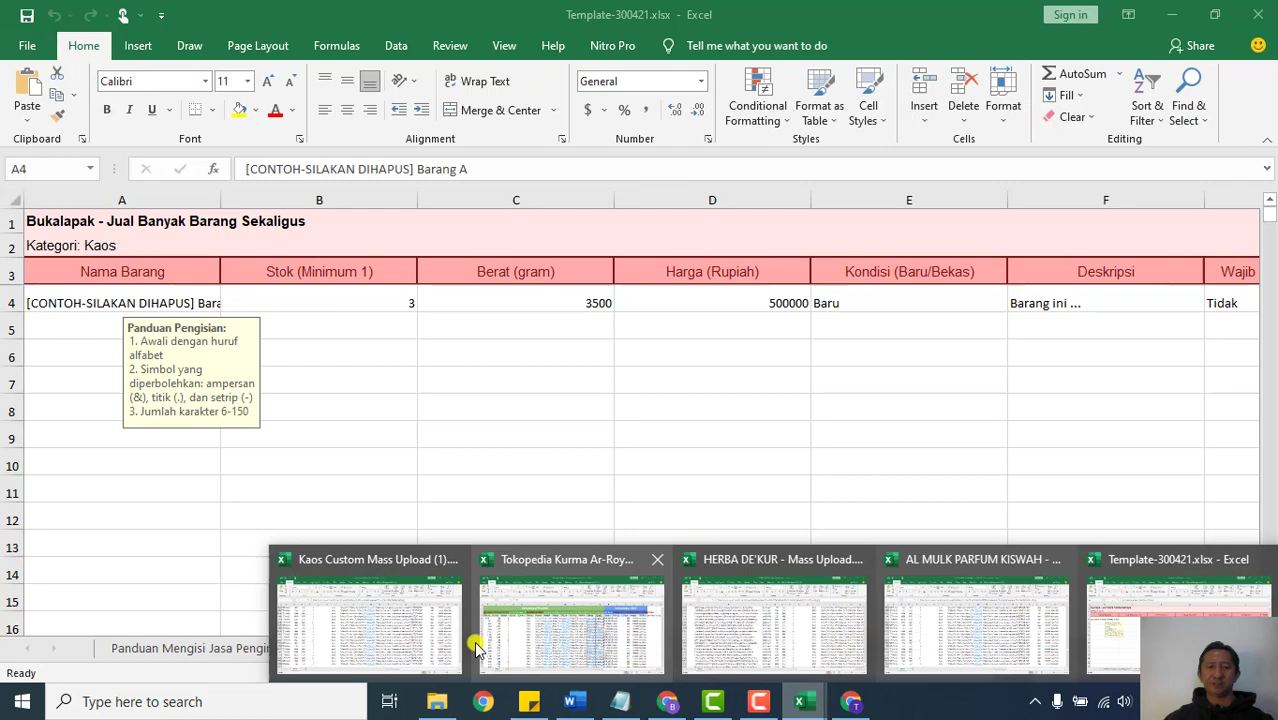 Template-300421.xlsx - Excel
Sign in
File Home Insert Draw Page Layout Formulas Data Review View Help Nitro Pro Tell me what you want to do Share
Paste
Calibri 11
B I U
Wrap Text
Merge & Center
General
$ % ,
Conditional Formatting
Format as Table
Cell Styles
Insert
Delete
Format
AutoSum
Fill
Clear
Sort & Filter
Find & Select
Clipboard Font Alignment Number Styles Cells Editing
A4 fx [CONTOH-SILAKAN DIHAPUS] Barang A
A B C D E F
1 Bukalapak - Jual Banyak Barang Sekaligus
2 Kategori: Kaos
3 Nama Barang Stok (Minimum 1) Berat (gram) Harga (Rupiah) Kondisi (Baru/Bekas) Deskripsi Wajib
4 [CONTOH-SILAKAN DIHAPUS] Bara 3 3500 500000 Baru Barang ini ... Tidak
5
6
7
8
9
10
11
12
13
14
15
16
Panduan Pengisian:
1. Awali dengan huruf
alfabet
2. Simbol yang
diperbolehkan: ampersan
(&), titik (.), dan setrip (-)
3. Jumlah karakter 6-150
Kaos Custom Mass Upload (1)....
Tokopedia Kurma Ar-Roy...
HERBA DE'KUR - Mass Upload....
AL MULK PARFUM KISWAH - ...
Template-300421.xlsx - Excel
Panduan Mengisi Jasa Pengir
Ready
Type here to search